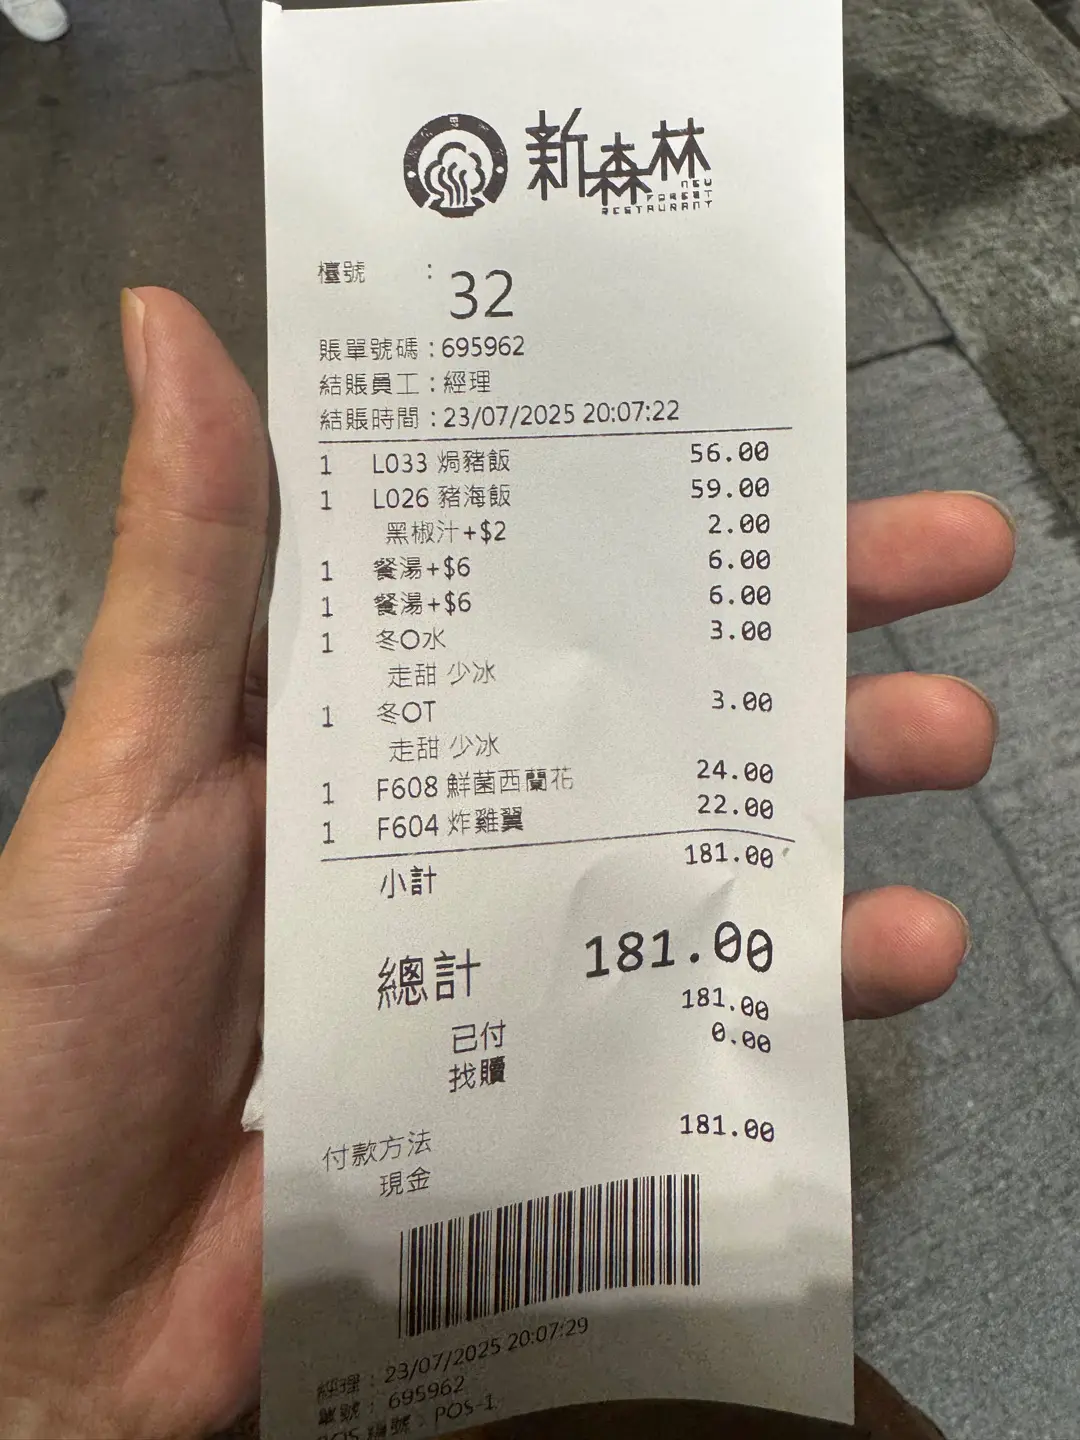 新森林
NEW
FOREST
RESTAURANT
檯號 : 32
賬單號碼 : 695962
結賬員工 : 經理
結賬時間 : 23/07/2025 20:07:22
1 L033 焗豬飯 56.00
1 L026 豬海飯 59.00
黑椒汁+$2 2.00
1 餐湯+$6 6.00
1 餐湯+$6 6.00
1 冬O水 3.00
走甜 少冰
1 冬OT 3.00
走甜 少冰
1 F608 鮮菌西蘭花 24.00
1 F604 炸雞翼 22.00
小計 181.00
總計 181.00
已付 181.00
找贖 0.00
付款方法 181.00
現金
經理 : 23/07/2025 20:07:29
單號 : 695962
POS 編號 : POS-1